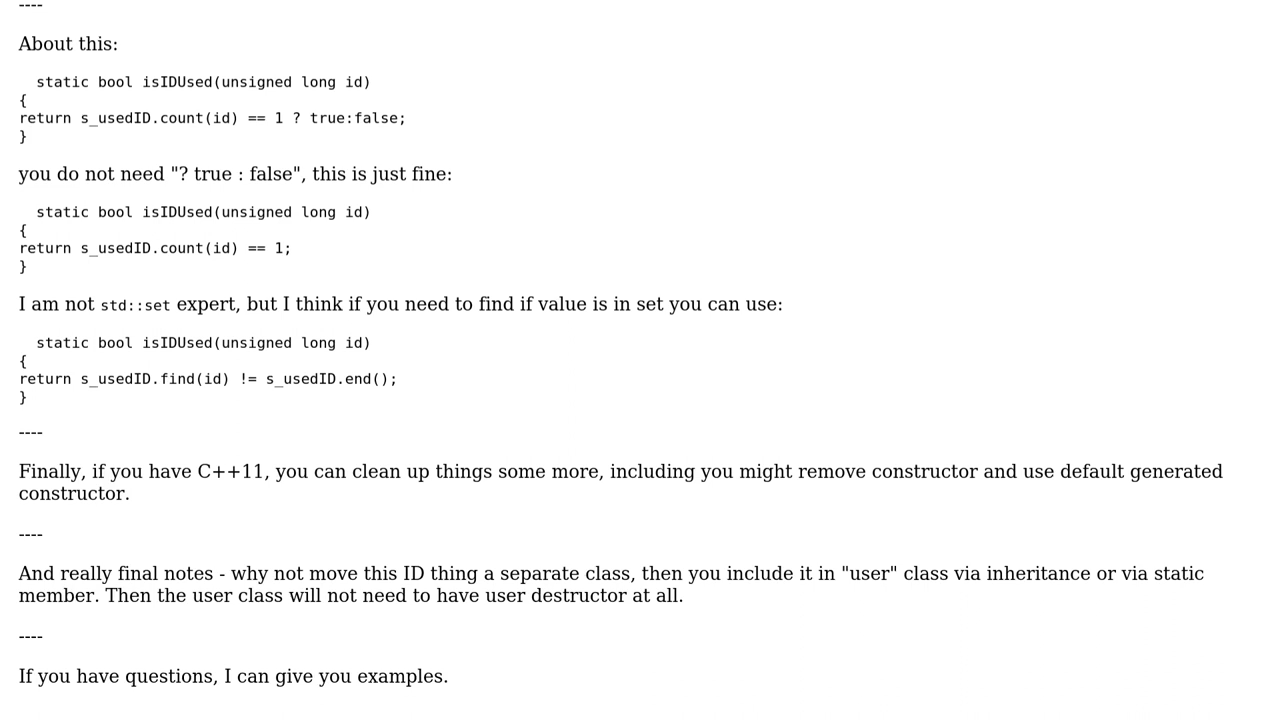 ----
About this:
  static bool isIDUsed(unsigned long id)
{
return s_usedID.count(id) == 1 ? true:false;
}
you do not need "? true : false", this is just fine:
  static bool isIDUsed(unsigned long id)
{
return s_usedID.count(id) == 1;
}
I am not std::set expert, but I think if you need to find if value is in set you can use:
  static bool isIDUsed(unsigned long id)
{
return s_usedID.find(id) != s_usedID.end();
}
----
Finally, if you have C++11, you can clean up things some more, including you might remove constructor and use default generated
constructor.
----
And really final notes - why not move this ID thing a separate class, then you include it in "user" class via inheritance or via static
member. Then the user class will not need to have user destructor at all.
----
If you have questions, I can give you examples.